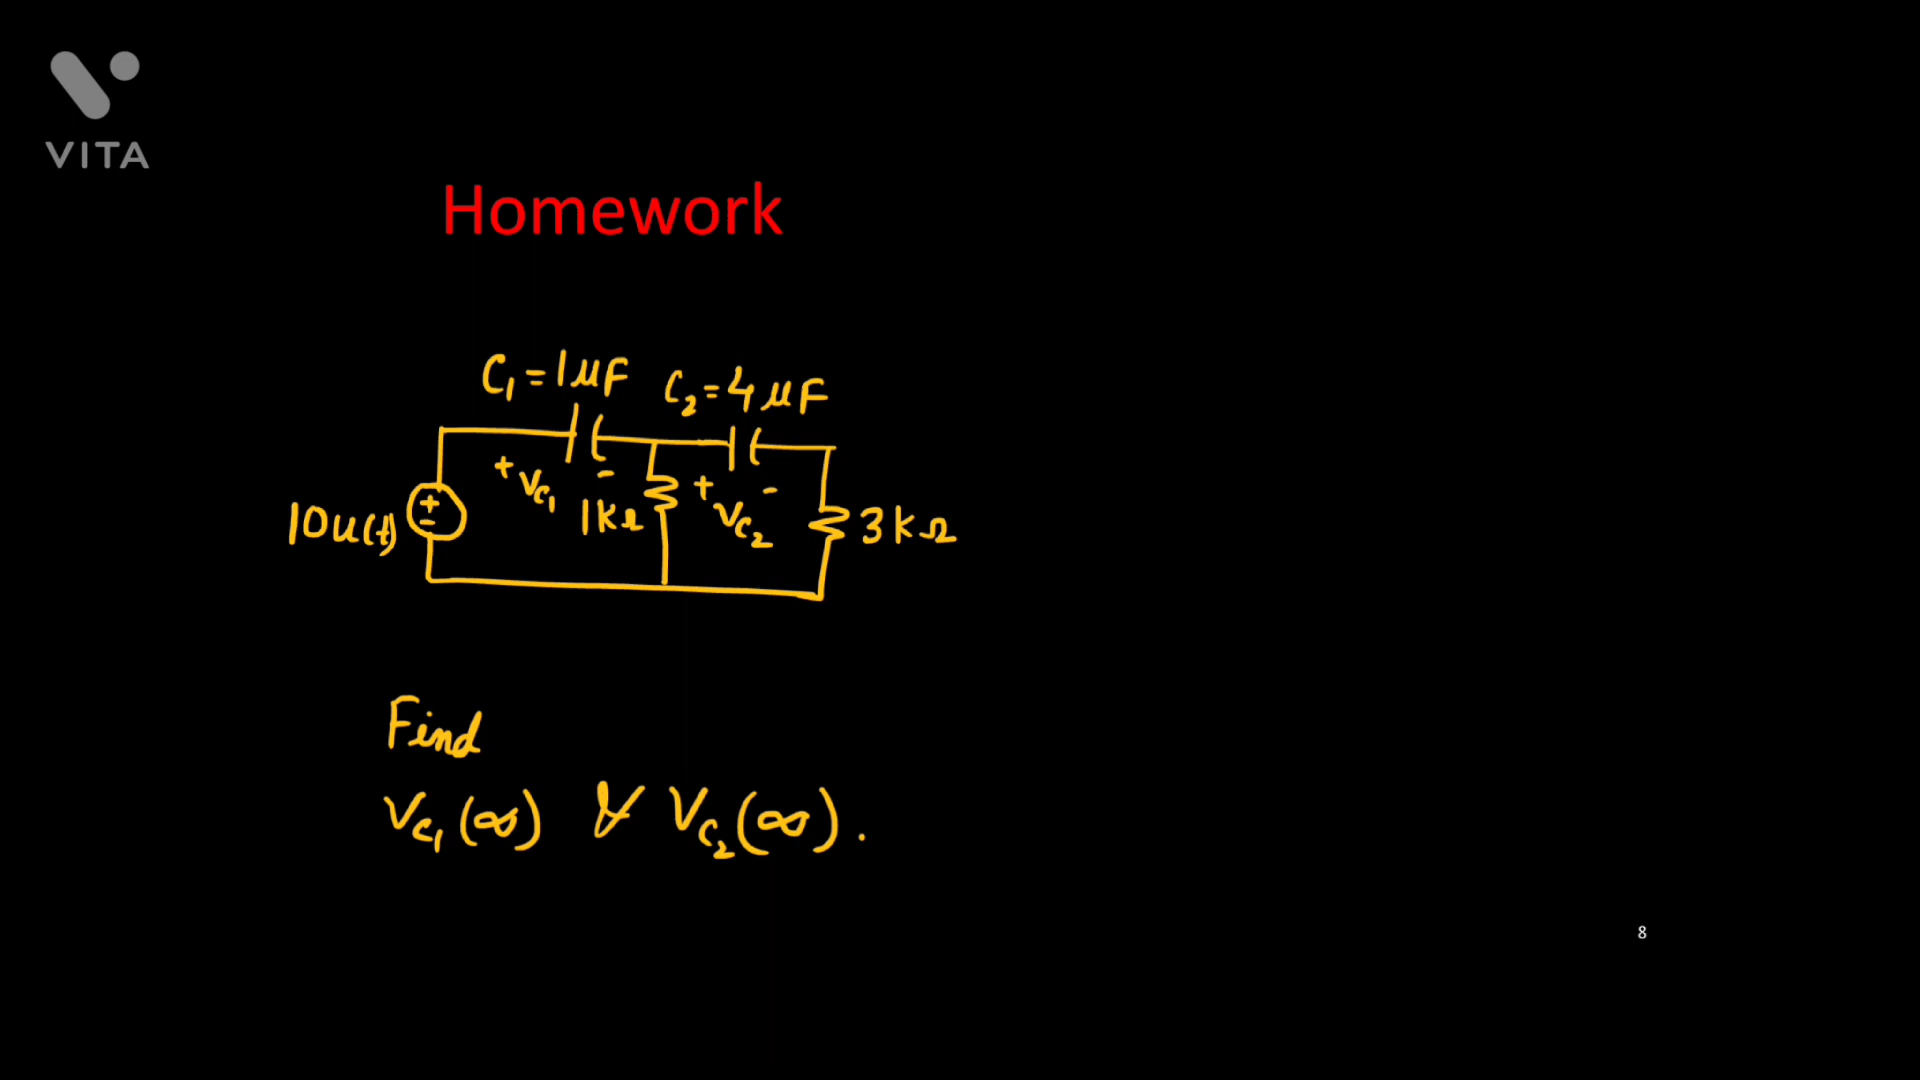 VITA
Homework
C₁=1μF C₂=4μF
+ Vc₁ - 1kΩ + Vc₂ -
10u(t) + - 3kΩ
Find
Vc₁(∞) & Vc₂(∞).
8